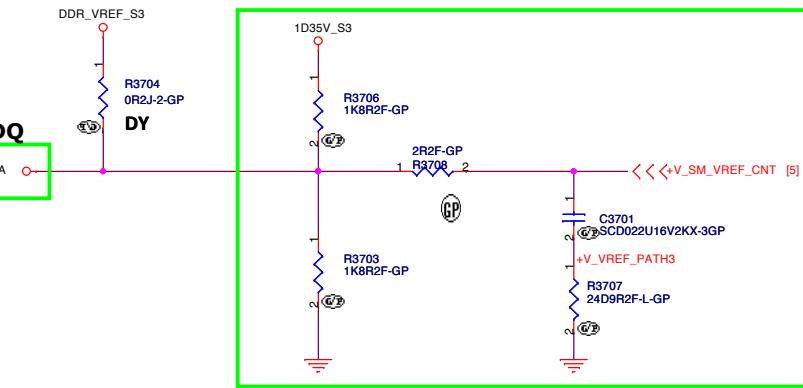 DDR_VREF_S3
1
R3704
0R2J-2-GP
DY
DQ
A
1D35V_S3
1
R3706
1K8R2F-GP
2
G/P
2R2F-GP
1
R3708
2
GP
+V_SM_VREF_CNT [5]
1
R3703
1K8R2F-GP
2
G/P
1
C3701
SCD022U16V2KX-3GP
2
G/P
+V_VREF_PATH3
1
R3707
24D9R2F-L-GP
2
G/P